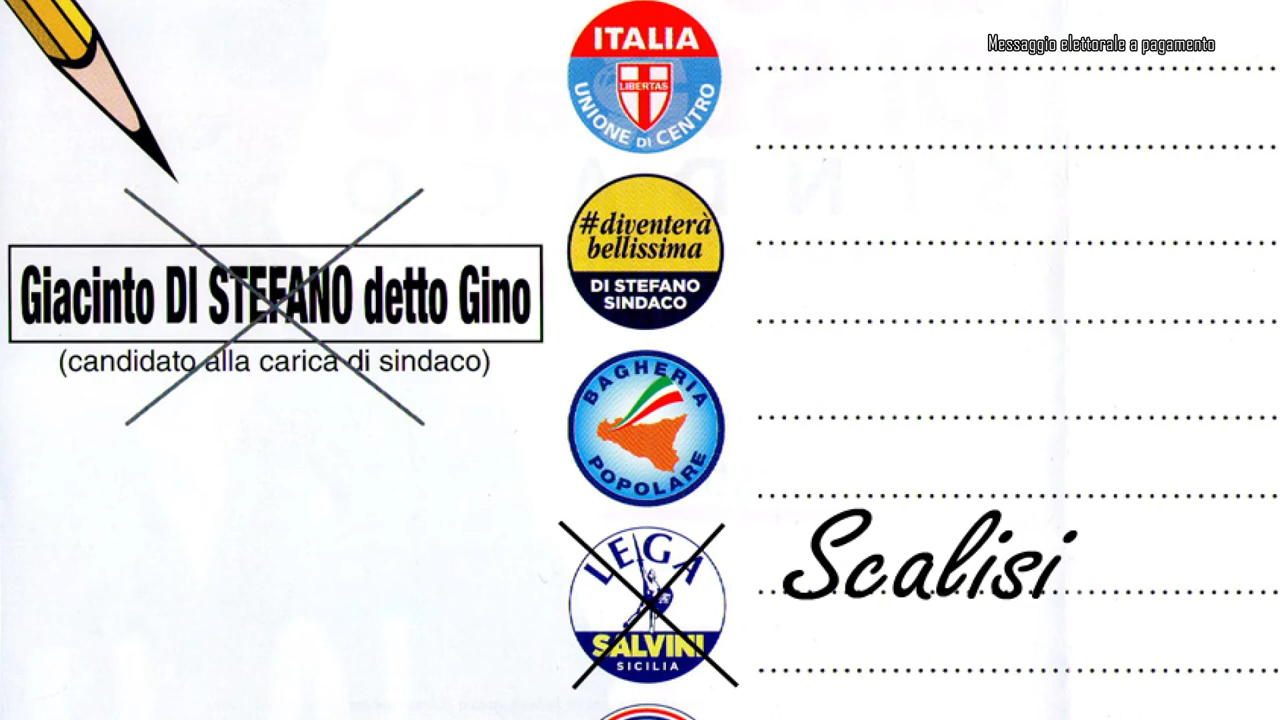 Messaggio elettorale a pagamento
ITALIA
LIBERTAS
UNIONE DI CENTRO
#diventerà
bellissima
DI STEFANO
SINDACO
Giacinto DI STEFANO detto Gino
(candidato alla carica di sindaco)
BAGHERIA
POPOLARE
LEGA
SALVINI
SICILIA
Scalisi